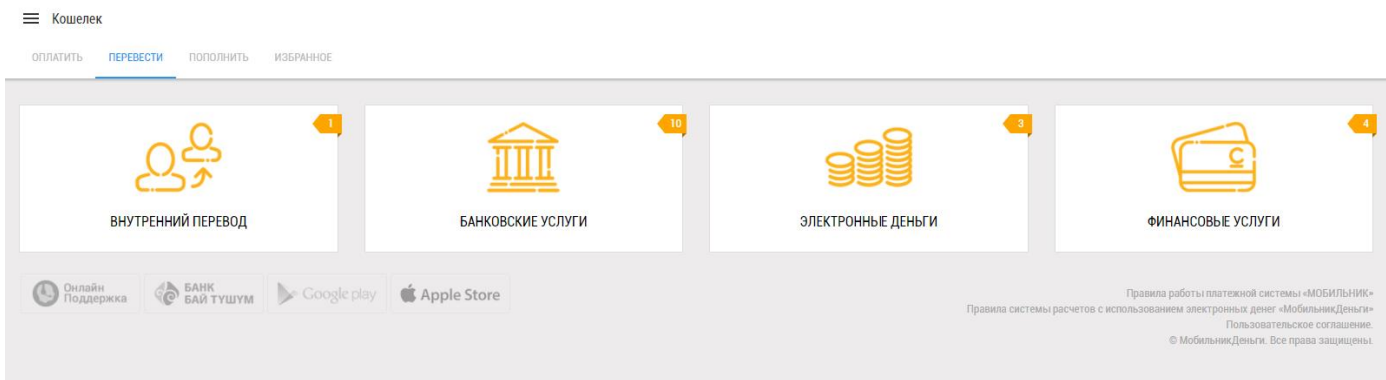 Кошелек
ОПЛАТИТЬ ПЕРЕВЕСТИ ПОПОЛНИТЬ ИЗБРАННОЕ
1 10 3 4
С
ВНУТРЕННИЙ ПЕРЕВОД БАНКОВСКИЕ УСЛУГИ ЭЛЕКТРОННЫЕ ДЕНЬГИ ФИНАНСОВЫЕ УСЛУГИ
Онлайн
Поддержка
БАНК
БАЙ ТУШУМ
Google play
Apple Store
Правила работы платежной системы «МОБИЛЬНИК»
Правила системы расчетов с использованием электронных денег «МобильникДеньги»
Пользовательское соглашение.
© МобильникДеньги. Все права защищены.